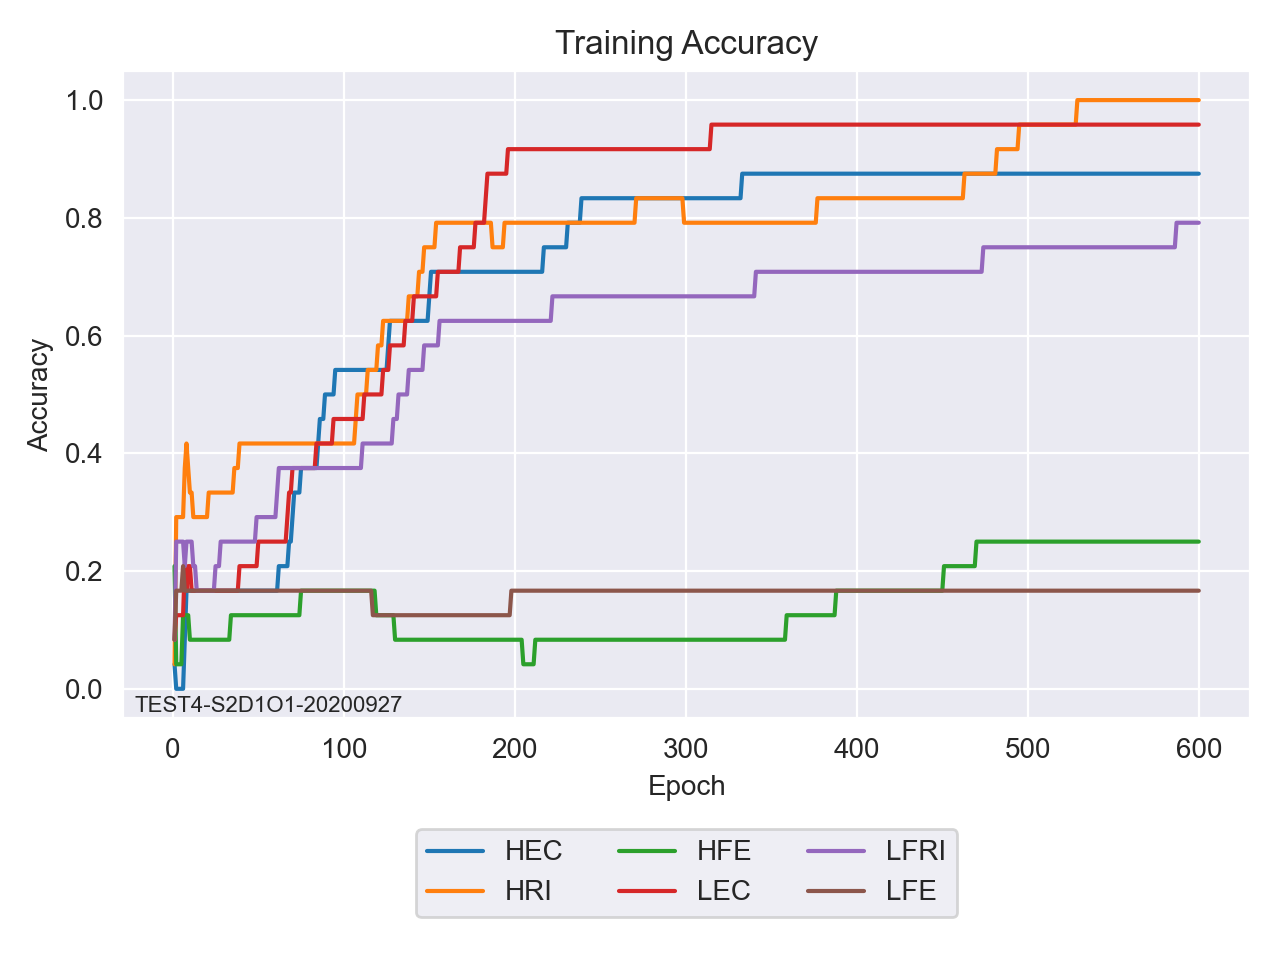 Training Accuracy
1.0
0.8
0.6
0.4
0.2
0.0
Accuracy
TEST4-S2D1O1-20200927
0 100 200 300 400 500 600
Epoch
HEC HFE LFRI
HRI LEC LFE